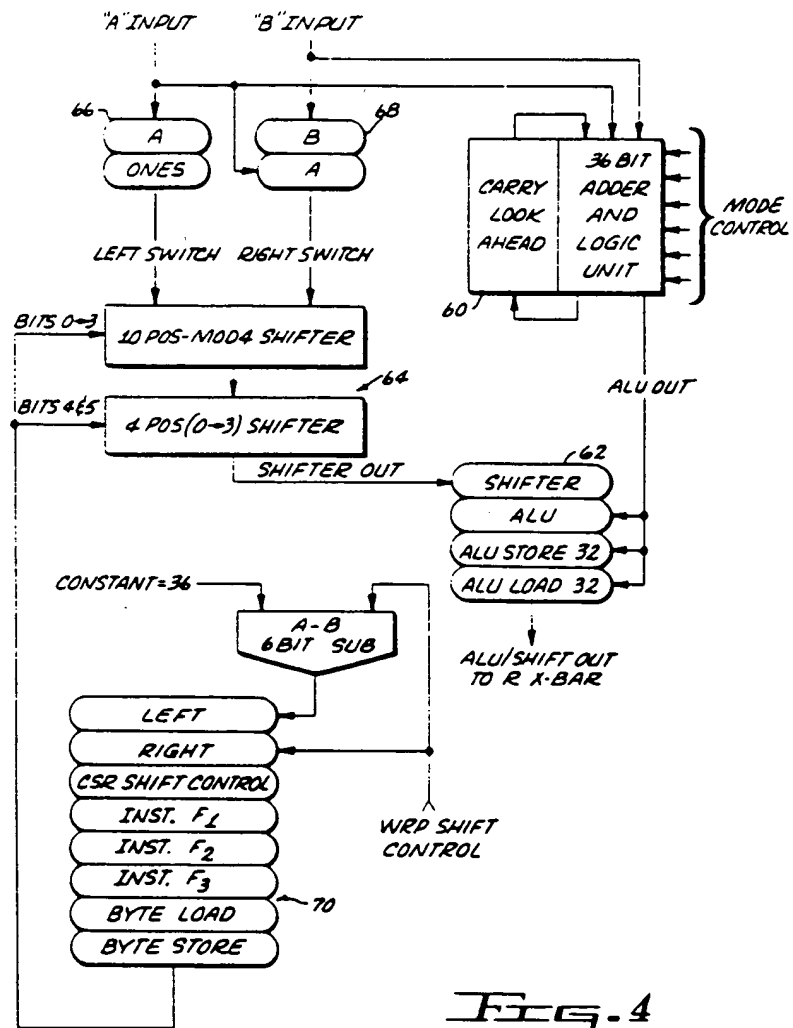 "A" INPUT
"B" INPUT
66
A
ONES
68
B
A
CARRY
LOOK
AHEAD
36 BIT
ADDER
AND
LOGIC
UNIT
MODE
CONTROL
60
LEFT SWITCH
RIGHT SWITCH
BITS 0→3
10 POS-MOD4 SHIFTER
64
BITS 4&5
4 POS (0→3) SHIFTER
ALU OUT
SHIFTER OUT
62
SHIFTER
ALU
ALU STORE 32
ALU LOAD 32
CONSTANT=36
A-B
6 BIT SUB
ALU/SHIFT OUT
TO R X-BAR
LEFT
RIGHT
CSR SHIFT CONTROL
INST. F1
INST. F2
INST. F3
BYTE LOAD
BYTE STORE
70
WRP SHIFT
CONTROL
FIG. 4